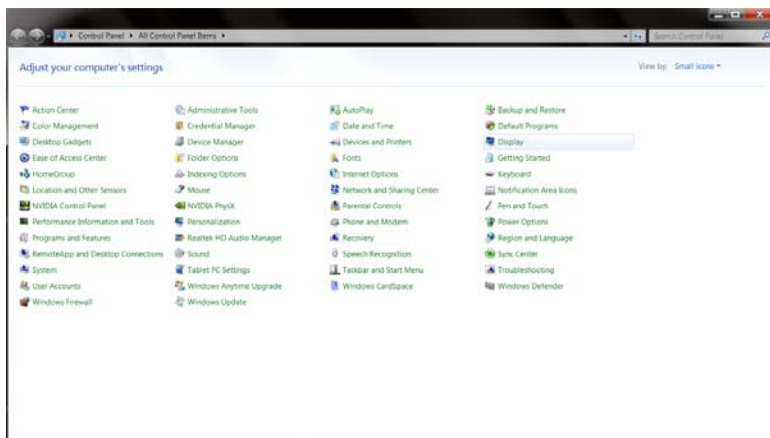 Control Panel ▸ All Control Panel Items ▸ Search Control Panel
Adjust your computer's settings View by: Small icons
Action Center Administrative Tools AutoPlay Backup and Restore
Color Management Credential Manager Date and Time Default Programs
Desktop Gadgets Device Manager Devices and Printers Display
Ease of Access Center Folder Options Fonts Getting Started
HomeGroup Indexing Options Internet Options Keyboard
Location and Other Sensors Mouse Network and Sharing Center Notification Area Icons
NVIDIA Control Panel NVIDIA PhysX Parental Controls Pen and Touch
Performance Information and Tools Personalization Phone and Modem Power Options
Programs and Features Realtek HD Audio Manager Recovery Region and Language
RemoteApp and Desktop Connections Sound Speech Recognition Sync Center
System Tablet PC Settings Taskbar and Start Menu Troubleshooting
User Accounts Windows Anytime Upgrade Windows CardSpace Windows Defender
Windows Firewall Windows Update